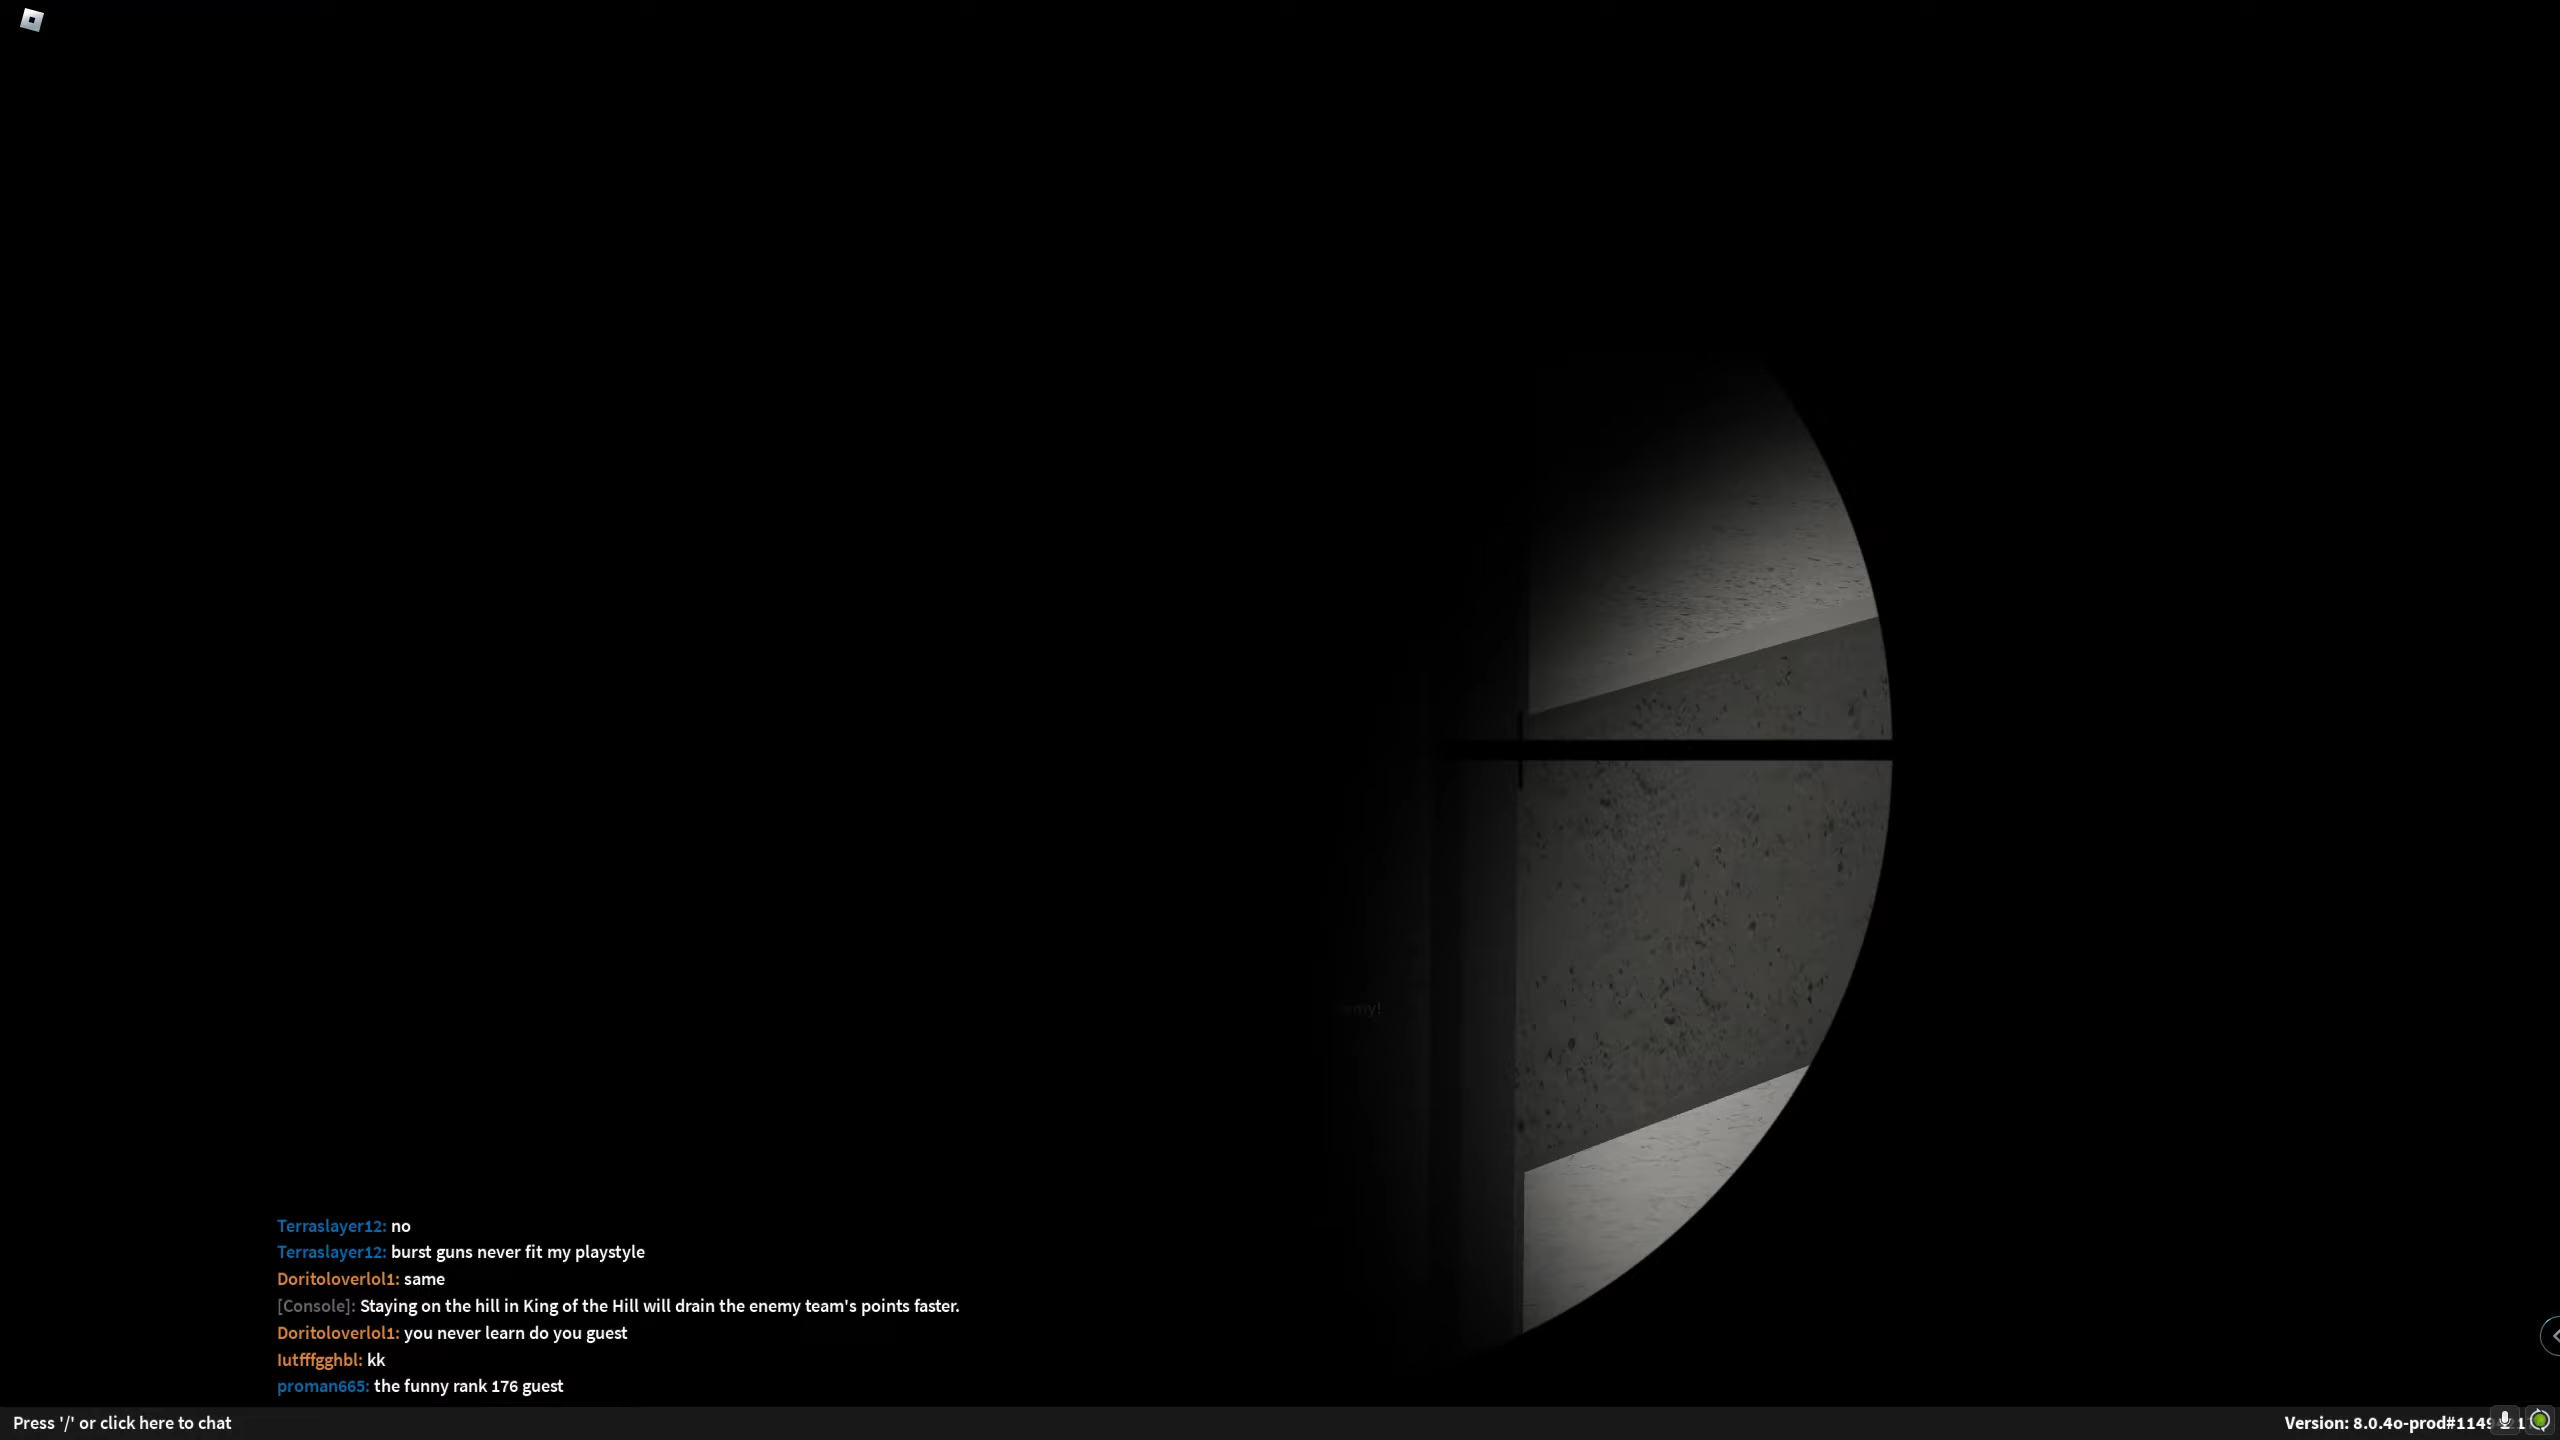 Terraslayer12: no
Terraslayer12: burst guns never fit my playstyle
Doritoloverlol1: same
[Console]: Staying on the hill in King of the Hill will drain the enemy team's points faster.
Doritoloverlol1: you never learn do you guest
Iutfffgghbl: kk
proman665: the funny rank 176 guest
Press '/' or click here to chat
Version: 8.0.4o-prod#1149